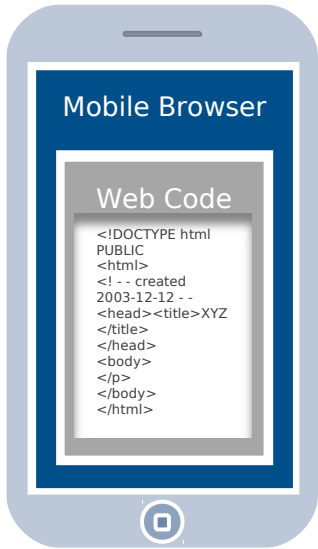 Mobile Browser
Web Code
<!DOCTYPE html
PUBLIC
<html>
<! - - created
2003-12-12 - -
<head><title>XYZ
</title>
</head>
<body>
</p>
</body>
</html>